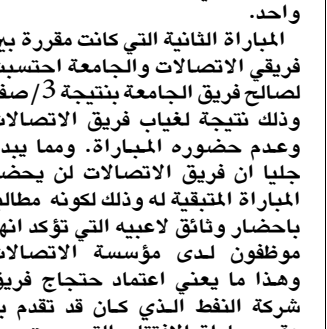 واحد.
المباراة الثانية التي كانت مقررة بين
فريقي الاتصالات والجامعة احتسبت
لصالح فريق الجامعة بنتيجة 3/صفر
وذلك نتيجة لغياب فريق الاتصالات
وعدم حضوره المباراة. ومما يبدو
جليا ان فريق الاتصالات لن يحضر
المباراة المتبقية له وذلك لكونه مطالب
باحضار وثائق لاعبيه التي تؤكد انهم
موظفون لدى مؤسسة الاتصالات
وهذا ما يعني اعتماد حتجاج فريق
شركة النفط الذي كان قد تقدم به